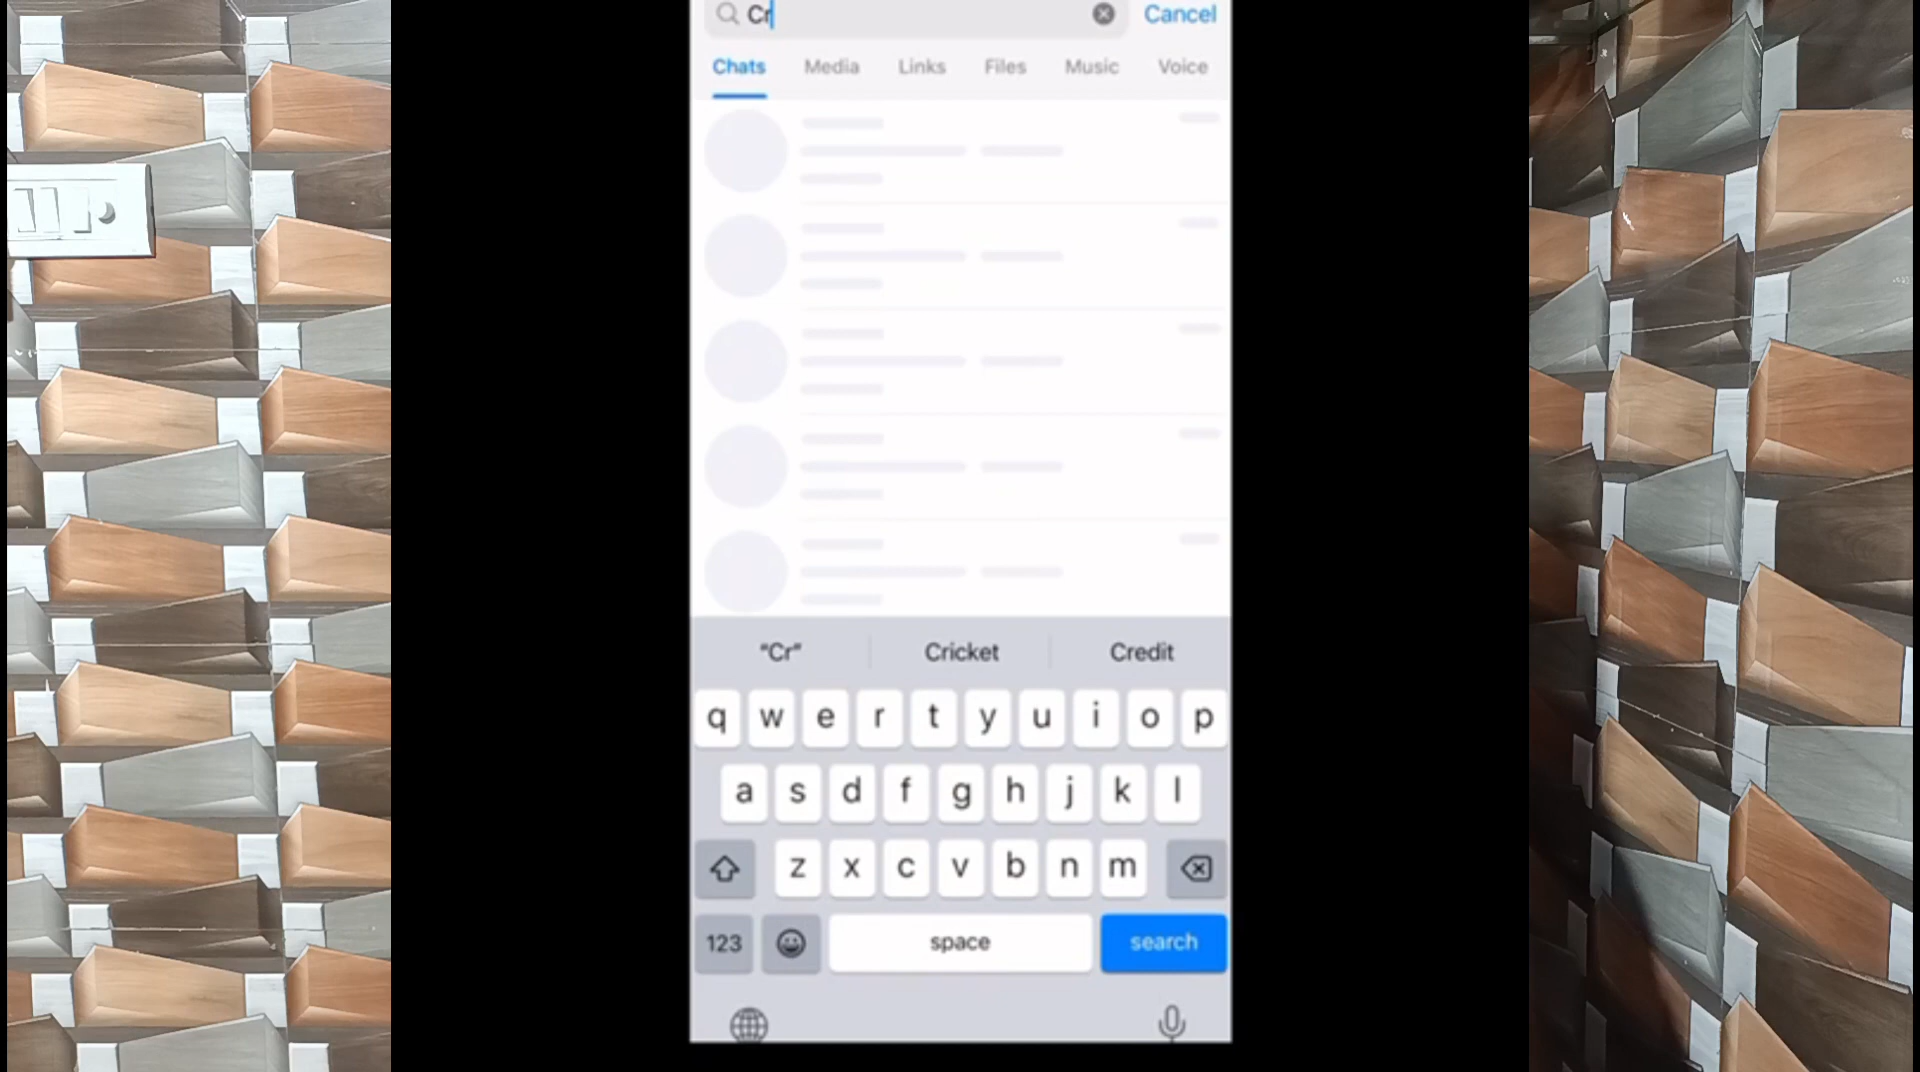 Cr
Cancel
Chats Media Links Files Music Voice
"Cr" Cricket Credit
q w e r t y u i o p
a s d f g h j k l
z x c v b n m
123 space search